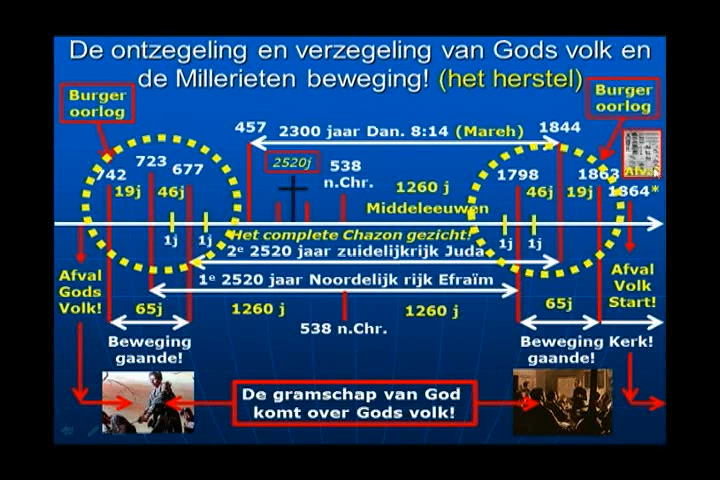 De ontzegeling en verzegeling van Gods volk en
de Millerieten beweging! (het herstel)
Burger
oorlog
Burger
oorlog
457
2300 jaar Dan. 8:14 (Mareh)
1844
742
723
677
2520j
538
n.Chr.
1260 j
1798
1863
1864*
19j
46j
46j
19j
Middeleeuwen
1j
1j
Het complete Chazon gezicht!
1j
1j
2e 2520 jaar zuidelijkrijk Juda
1e 2520 jaar Noordelijk rijk Efraïm
Afval
Gods
Volk!
Afval
Volk
Start!
65j
1260 j
1260 j
65j
538 n.Chr.
Beweging
gaande!
Beweging
gaande!
Kerk!
De gramschap van God
komt over Gods volk!